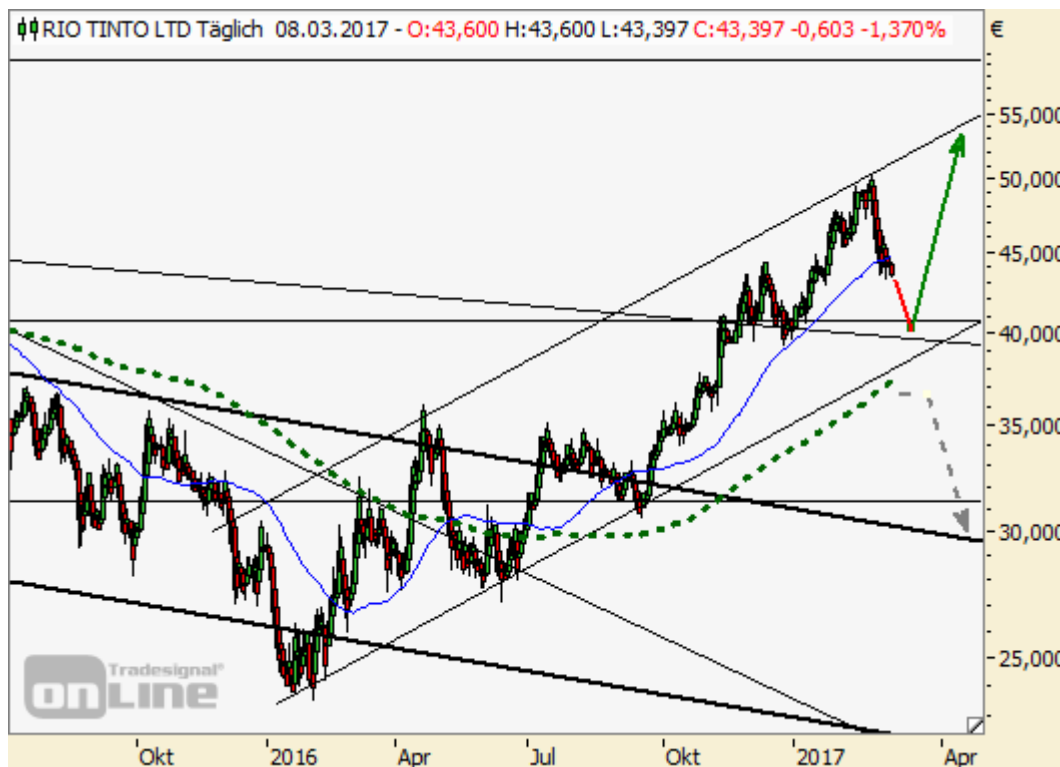 RIO TINTO LTD Täglich 08.03.2017 - O:43,600 H:43,600 L:43,397 C:43,397 -0,603 -1,370% €
55,000
50,000
45,000
40,000
35,000
30,000
25,000
Tradesignal®
onLine
Okt 2016 Apr Jul Okt 2017 Apr